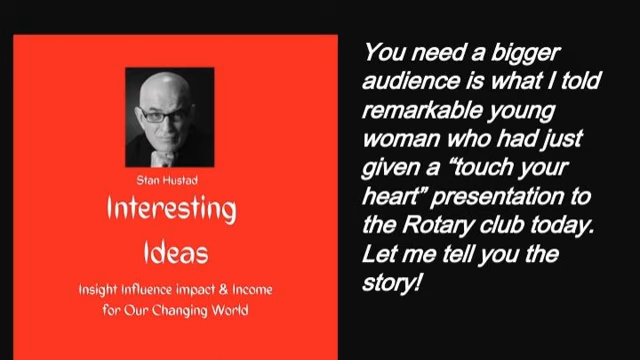 Stan Hustad
Interesting
Ideas
Insight Influence impact & Income
for Our Changing World
You need a bigger
audience is what I told
remarkable young
woman who had just
given a “touch your
heart” presentation to
the Rotary club today.
Let me tell you the
story!